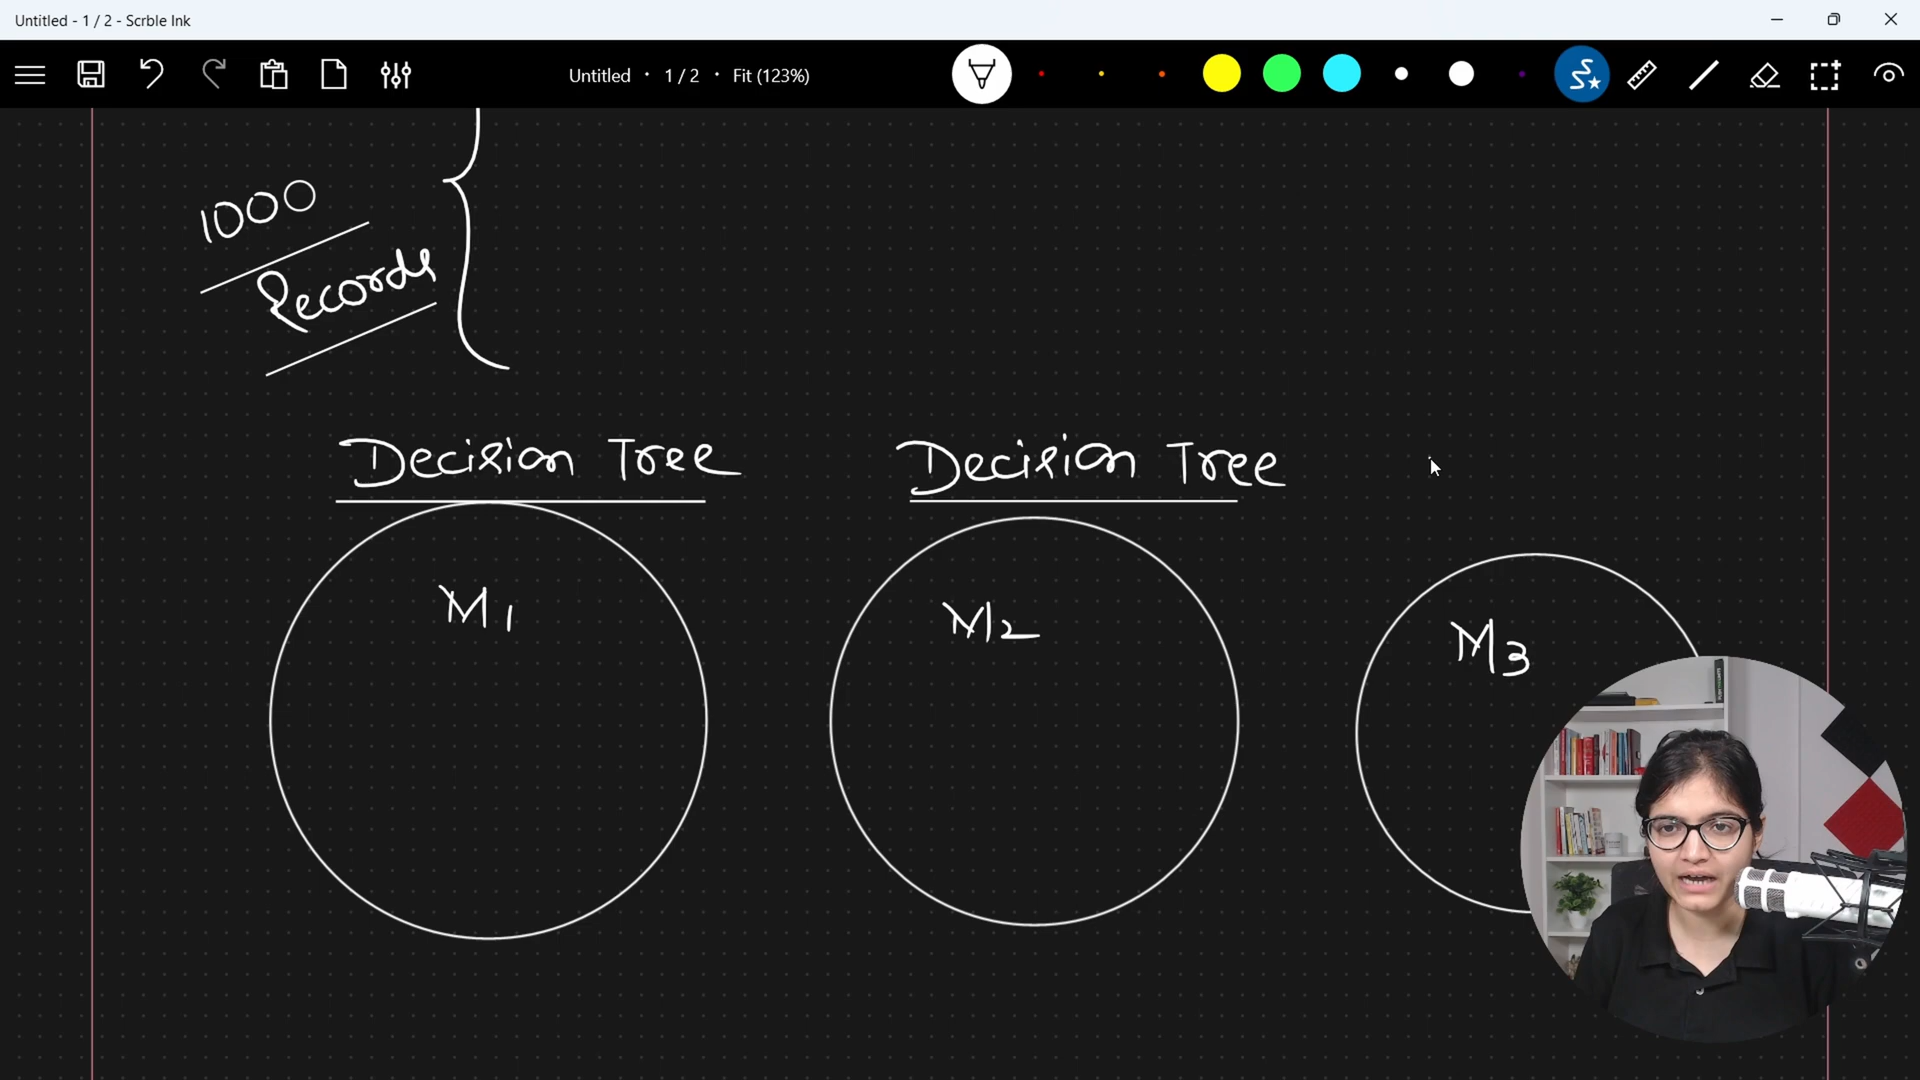 Untitled - 1 / 2 - Scrble Ink
Untitled • 1 / 2 • Fit (123%)
1000
Records
Decision Tree
Decision Tree
M1
M2
M3